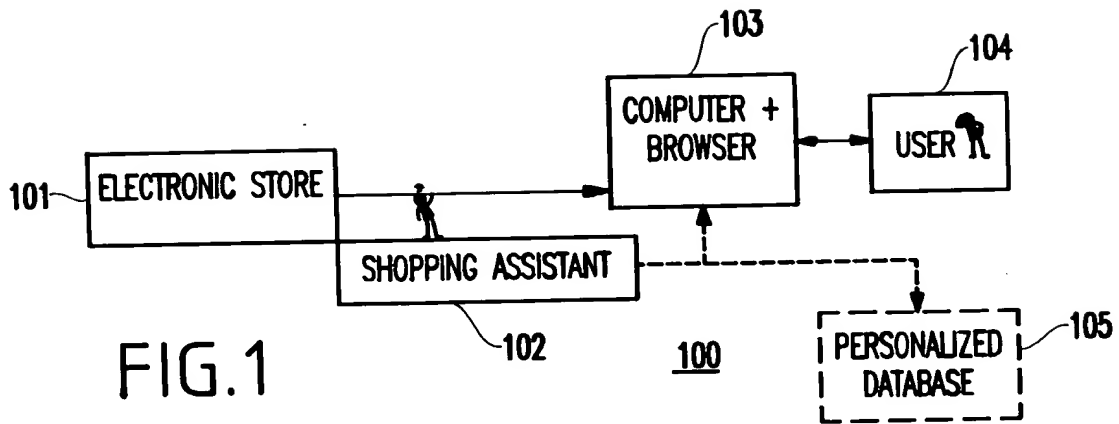 103
104
COMPUTER +
BROWSER
USER
101
ELECTRONIC STORE
SHOPPING ASSISTANT
102
100
105
PERSONALIZED
DATABASE
FIG.1